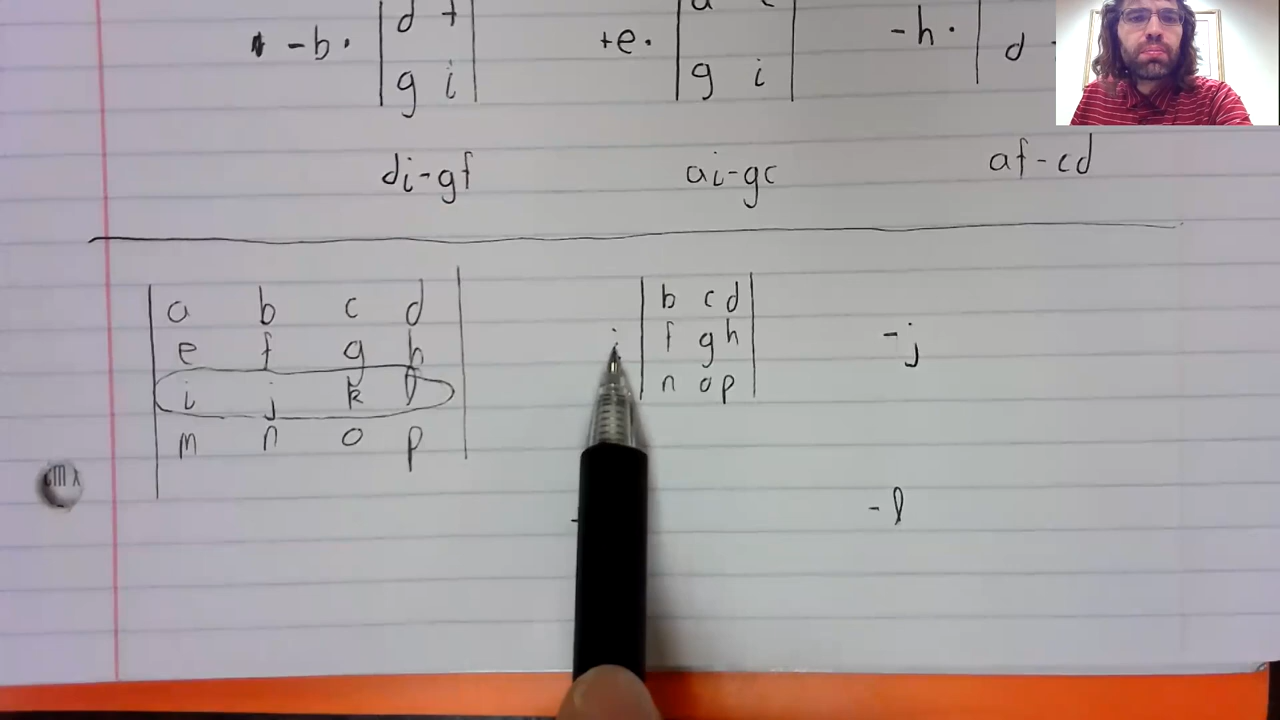 -b· d f +e· a c -h·
g i g i d
di-gf ai-gc af-cd
a b c d
e f g h
i j k l
m n o p
i b c d -j
f g h
n o p
- -l